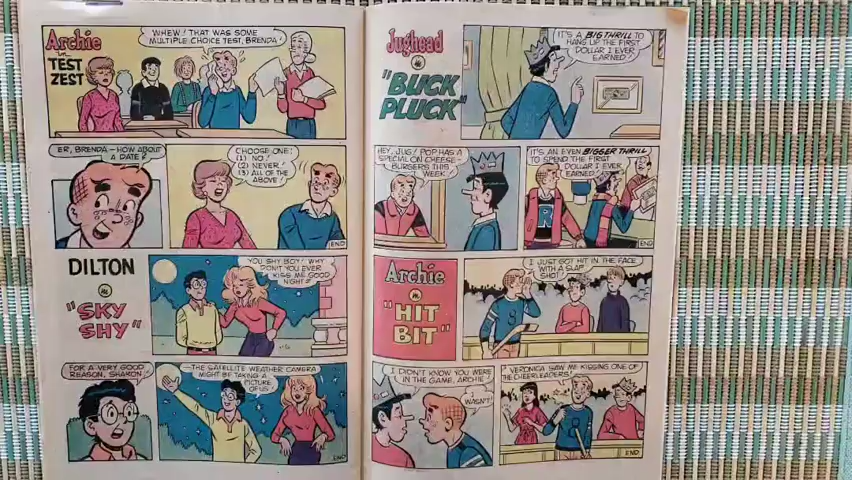 Archie
in
TEST
ZEST
WHEW! THAT WAS SOME
MULTIPLE CHOICE TEST, BRENDA!
ER, BRENDA - HOW ABOUT
A DATE?
CHOOSE ONE:
(1) NO!
(2) NEVER!
(3) ALL OF THE
ABOVE!
END
DILTON
in
"SKY
SHY"
YOU SHY BOY! WHY
DON'T YOU EVER
KISS ME GOOD
NIGHT?
FOR A VERY GOOD
REASON, SHARON!
—THE SATELLITE WEATHER CAMERA
MIGHT BE TAKING A
PICTURE
OF US!
END
Jughead
in
"BUCK
PLUCK"
IT'S A BIG THRILL TO
HANG UP THE FIRST
DOLLAR I EVER
EARNED!
HEY, JUG! POP HAS A
SPECIAL ON CHEESE-
BURGERS THIS
WEEK!
IT'S AN EVEN BIGGER THRILL
TO SPEND THE FIRST
DOLLAR I EVER
EARNED!
END
Archie
in
"HIT
BIT"
I JUST GOT HIT IN THE FACE
WITH A SLAP
SHOT!
I DIDN'T KNOW YOU WERE
IN THE GAME, ARCHIE!
I
WASN'T!
VERONICA SAW ME KISSING ONE OF
THE CHEERLEADERS!
END